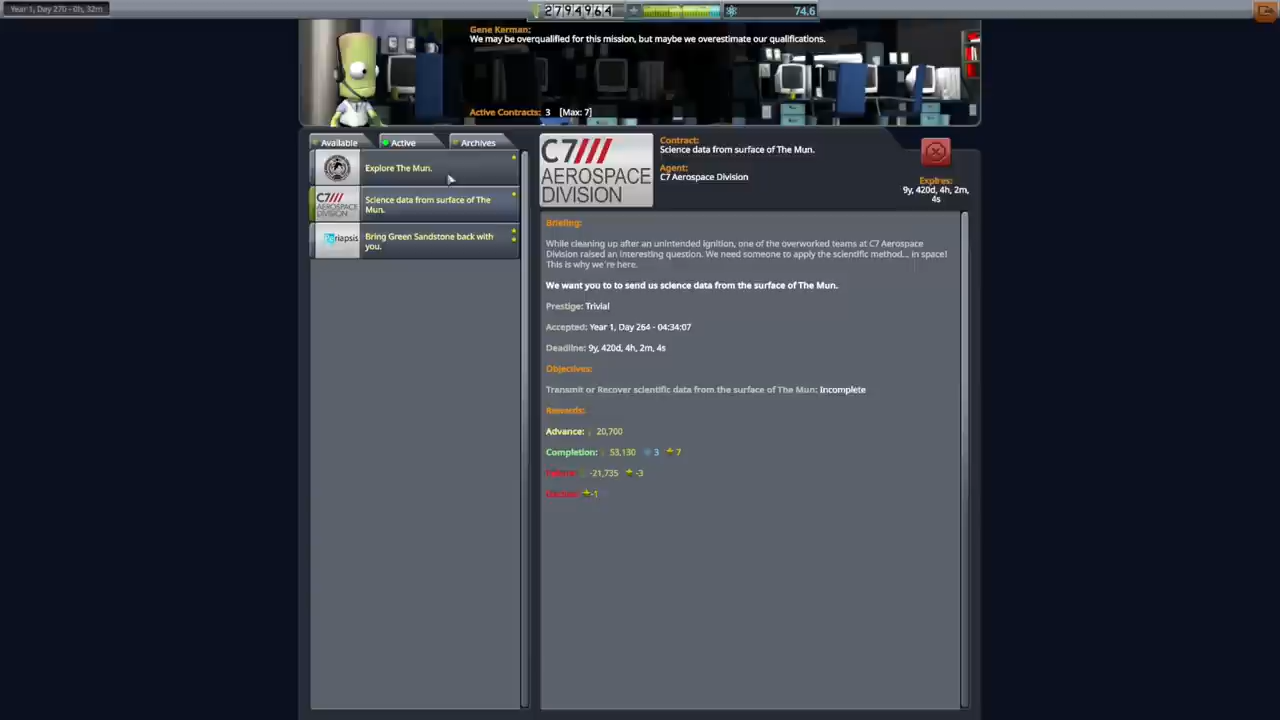 Year 1, Day 270 - 0h, 32m
2794964
74.6
Gene Kerman:
We may be overqualified for this mission, but maybe we overestimate our qualifications.
Active Contracts: 3 [Max: 7]
Available
Active
Archives
Explore The Mun.
C7///
AEROSPACE
DIVISION
Science data from surface of The
Mun.
Periapsis
Bring Green Sandstone back with
you.
C7///
AEROSPACE
DIVISION
Contract:
Science data from surface of The Mun.
Agent:
C7 Aerospace Division
Expires:
9y, 420d, 4h, 2m,
4s
Briefing:
While cleaning up after an unintended ignition, one of the overworked teams at C7 Aerospace
Division raised an interesting question. We need someone to apply the scientific method... in space!
This is why we're here.
We want you to to send us science data from the surface of The Mun.
Prestige: Trivial
Accepted: Year 1, Day 264 - 04:34:07
Deadline: 9y, 420d, 4h, 2m, 4s
Objectives:
Transmit or Recover scientific data from the surface of The Mun: Incomplete
Rewards:
Advance: 20,700
Completion: 53,130 3 7
-21,735 -3
-1